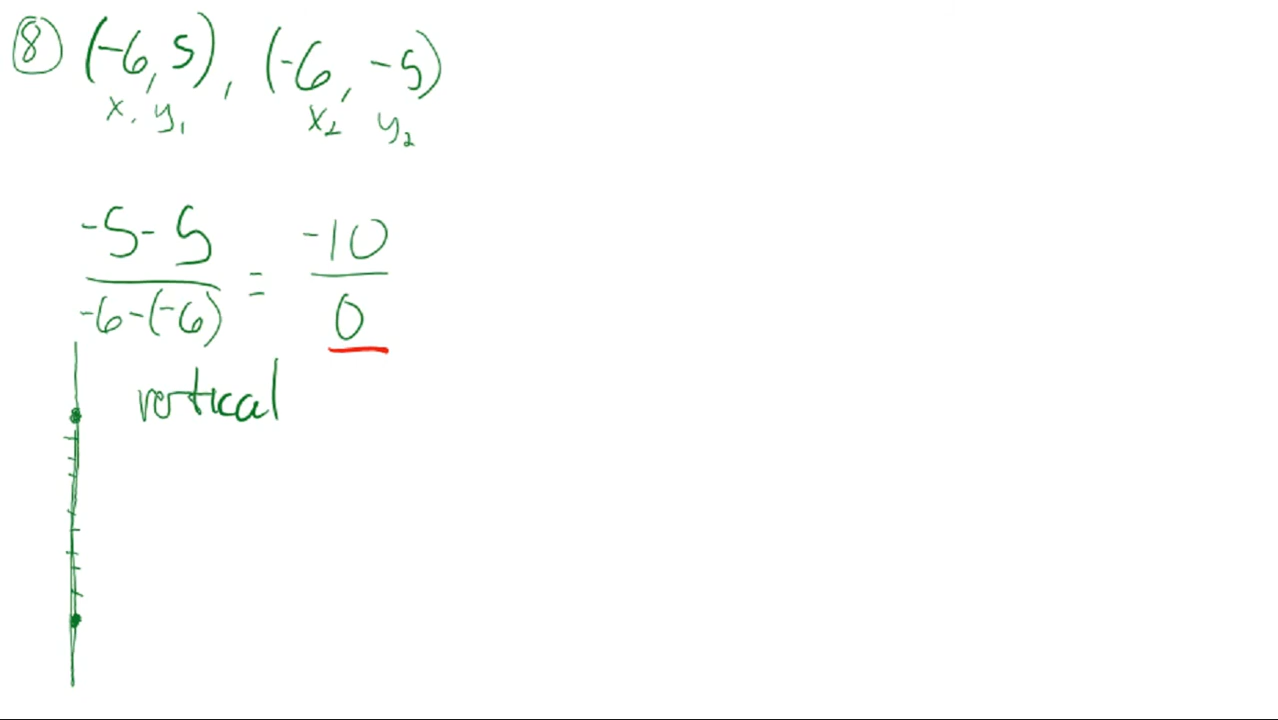 ⑧ (-6, 5), (-6, -5)
x₁ y₁ x₂ y₂
-5 - 5 = -10
-6 - (-6) 0
vertical